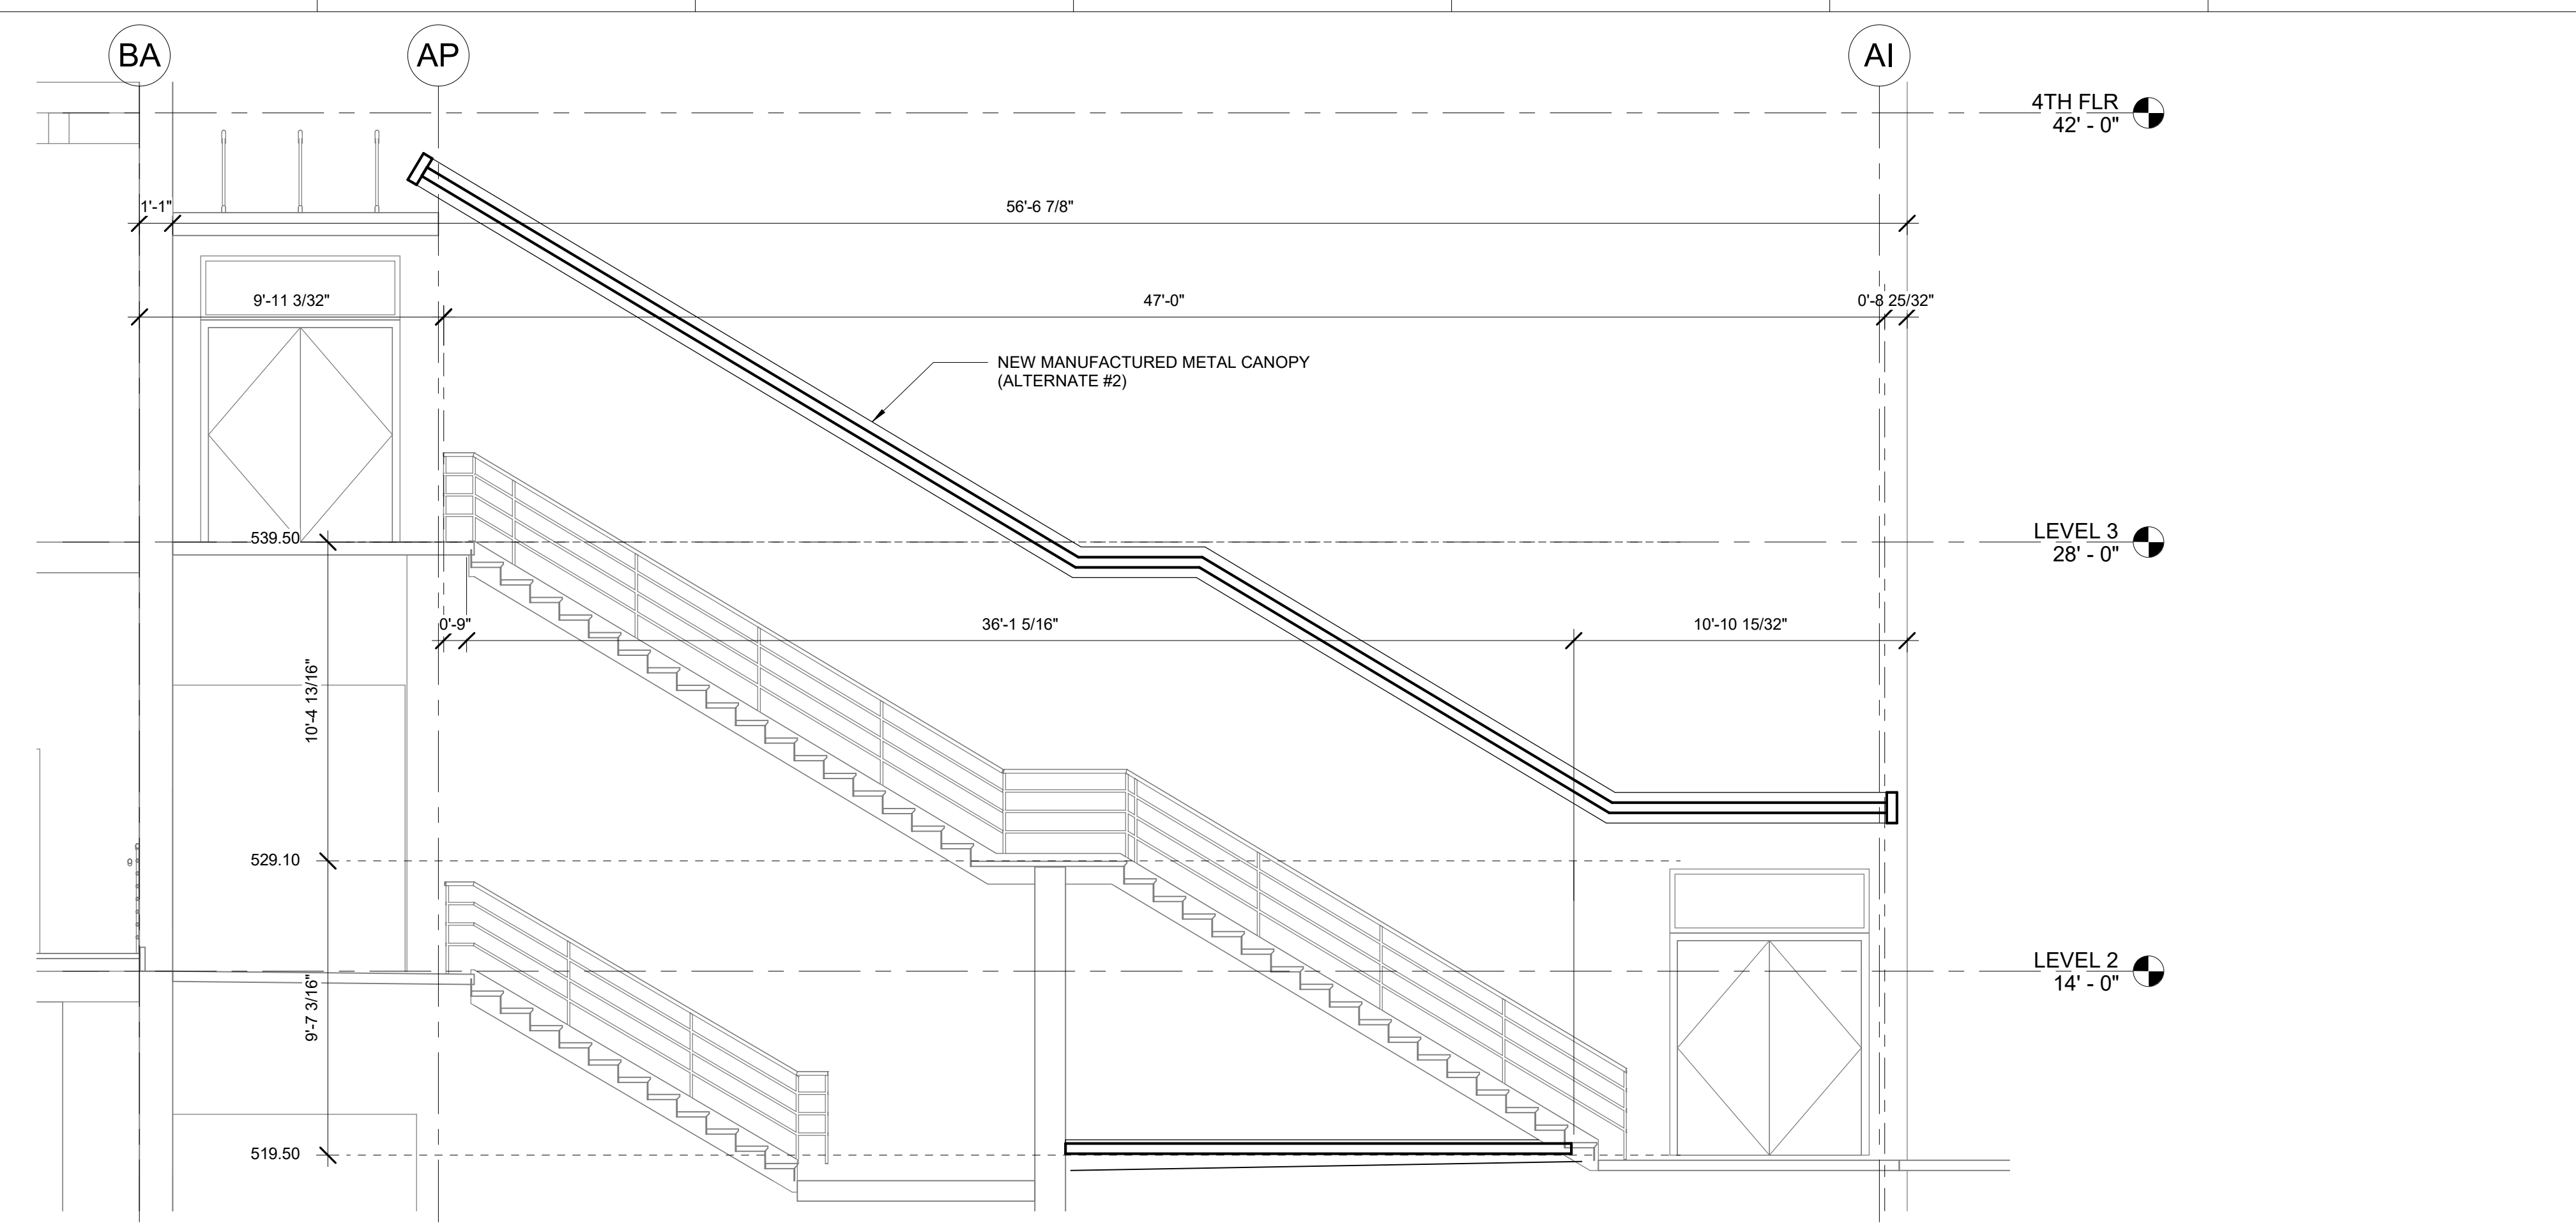 BA
AP
AI
4TH FLR
42' - 0"
1'-1"
56'-6 7/8"
9'-11 3/32"
47'-0"
0'-8 25/32"
NEW MANUFACTURED METAL CANOPY
(ALTERNATE #2)
539.50
LEVEL 3
28' - 0"
0'-9"
36'-1 5/16"
10'-10 15/32"
10'-4 13/16"
529.10
LEVEL 2
14' - 0"
9'-7 3/16"
519.50